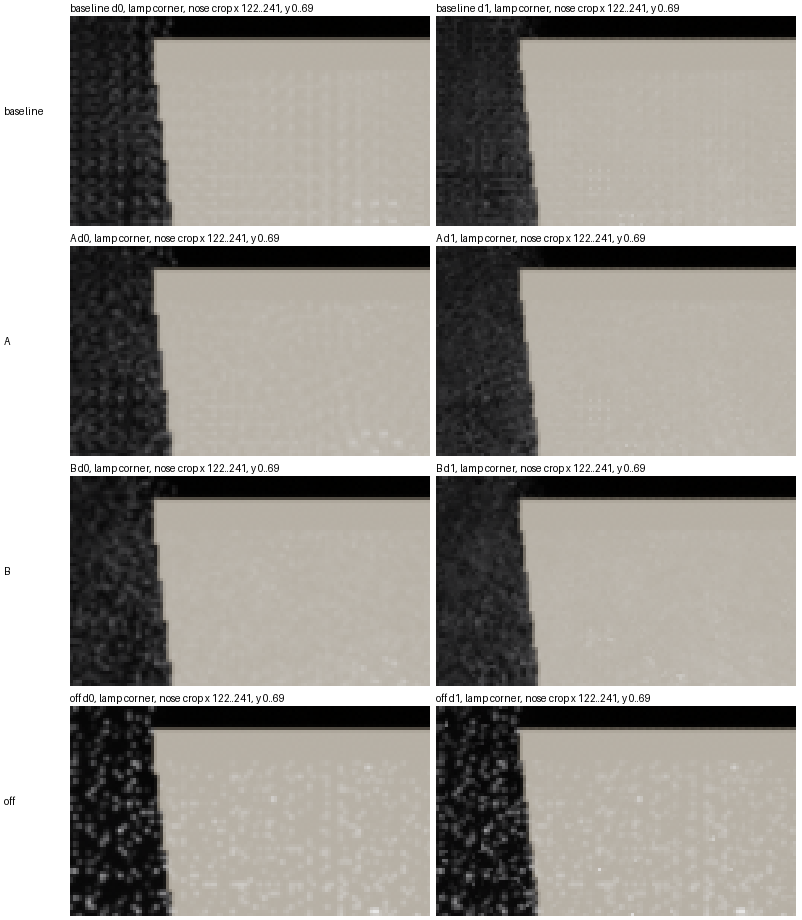 baseline d0, lamp corner, nose crop x 122..241, y 0..69
baseline d1, lamp corner, nose crop x 122..241, y 0..69
baseline
A d0, lamp corner, nose crop x 122..241, y 0..69
A d1, lamp corner, nose crop x 122..241, y 0..69
A
B d0, lamp corner, nose crop x 122..241, y 0..69
B d1, lamp corner, nose crop x 122..241, y 0..69
B
off d0, lamp corner, nose crop x 122..241, y 0..69
off d1, lamp corner, nose crop x 122..241, y 0..69
off